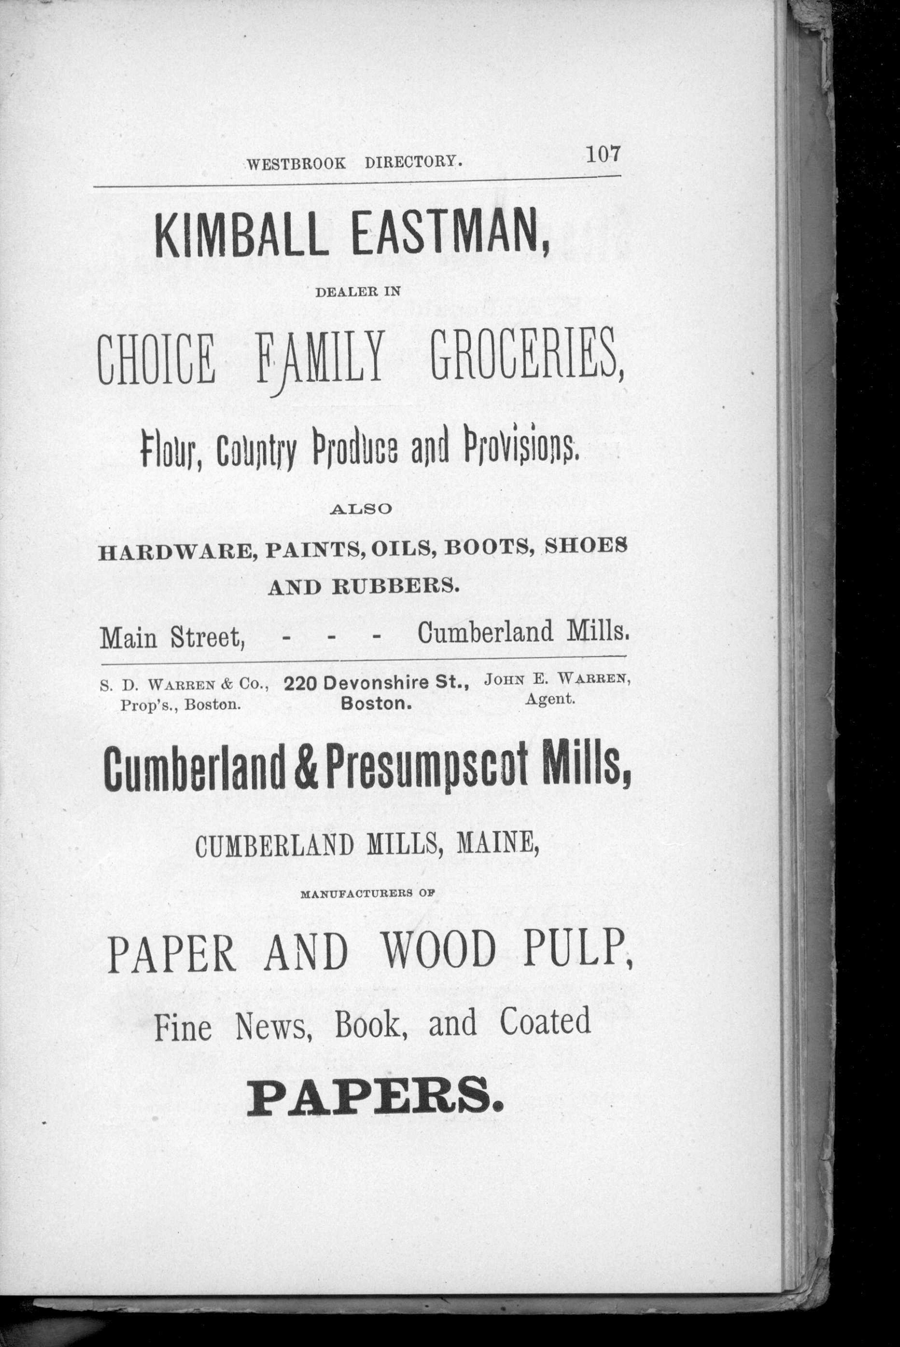 WESTBROOK DIRECTORY. 107
KIMBALL EASTMAN,
DEALER IN
CHOICE FAMILY GROCERIES,
Flour, Country Produce and Provisions.
ALSO
HARDWARE, PAINTS, OILS, BOOTS, SHOES
AND RUBBERS.
Main Street, - - - Cumberland Mills.
S. D. WARREN & CO., 220 Devonshire St., JOHN E. WARREN,
Prop's., Boston. Boston. Agent.
Cumberland & Presumpscot Mills,
CUMBERLAND MILLS, MAINE,
MANUFACTURERS OF
PAPER AND WOOD PULP,
Fine News, Book, and Coated
PAPERS.